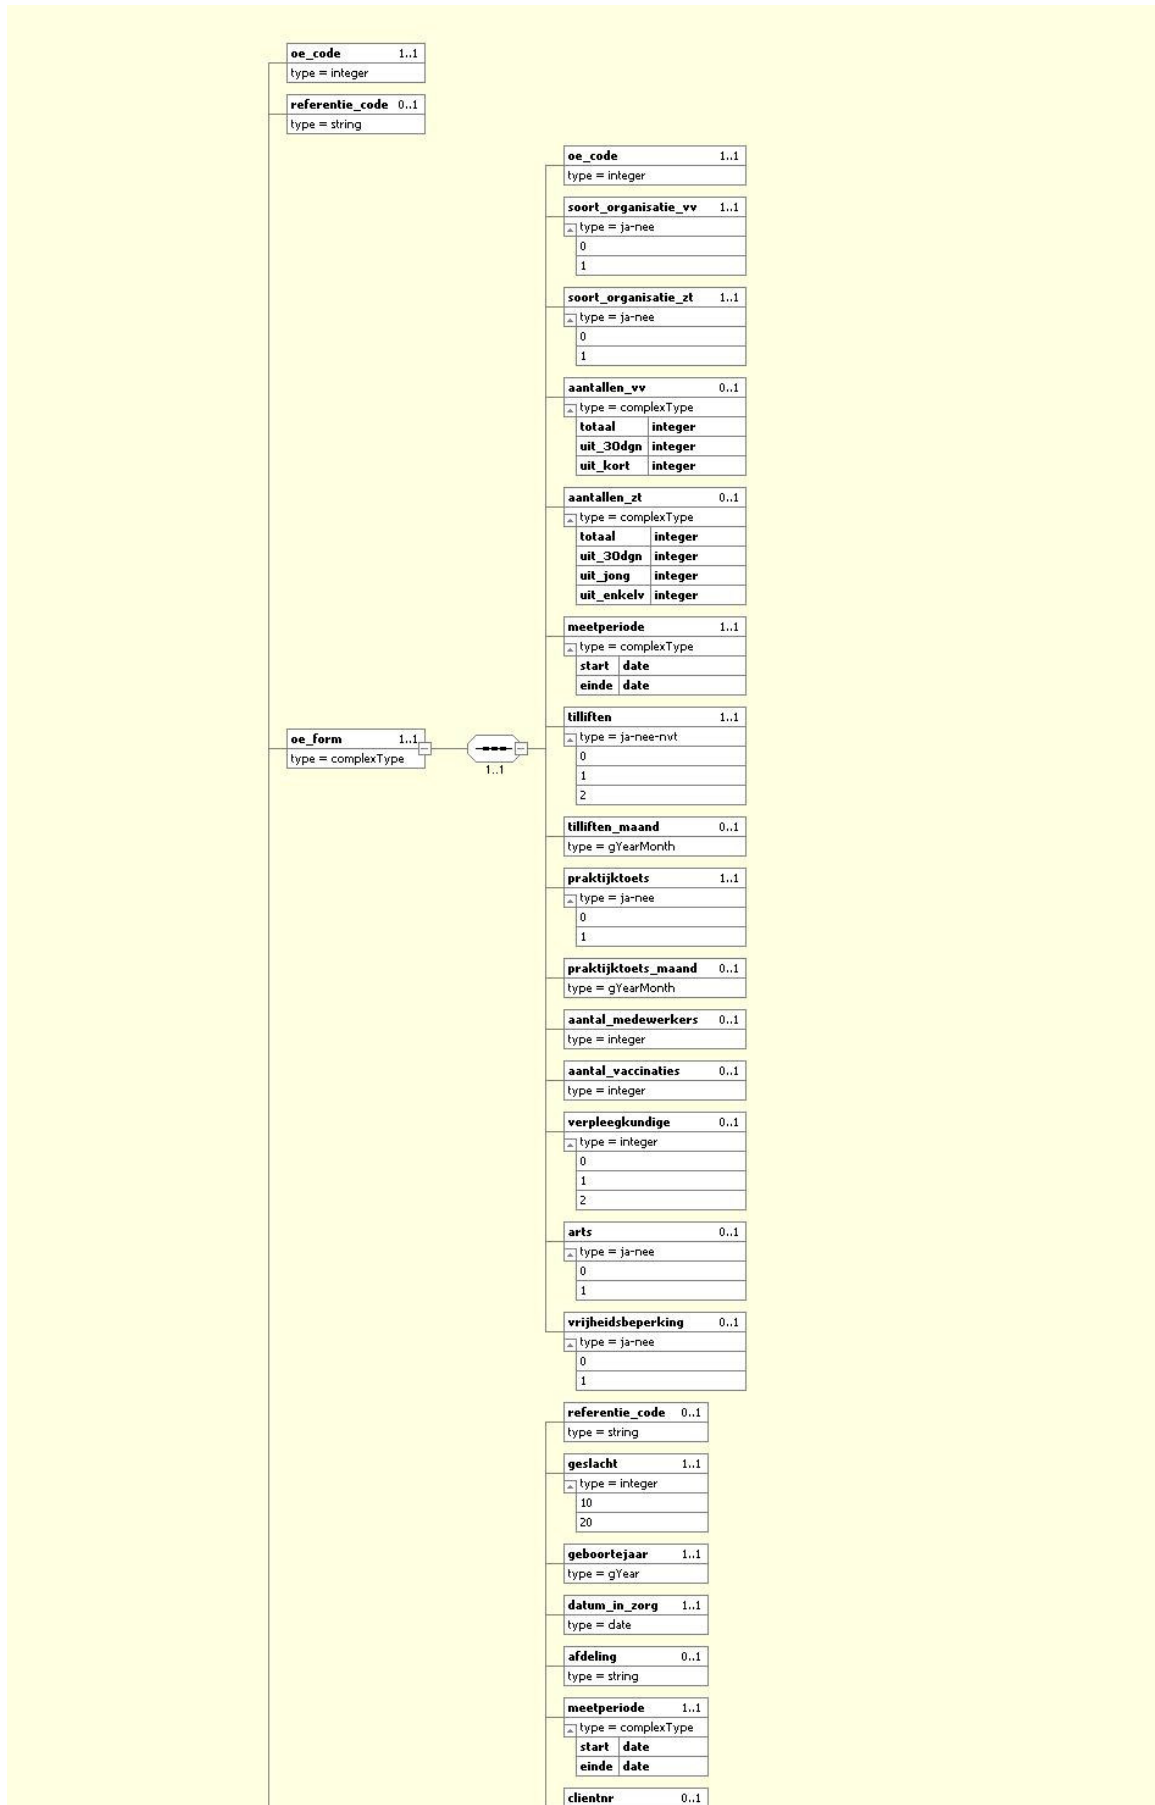 oe_code 1..1
type = integer
referentie_code 0..1
type = string
oe_code 1..1
type = integer
soort_organisatie_vv 1..1
type = ja-nee
0
1
soort_organisatie_zt 1..1
type = ja-nee
0
1
aantallen_vv 0..1
type = complexType
totaal integer
uit_30dgn integer
uit_kort integer
aantallen_zt 0..1
type = complexType
totaal integer
uit_30dgn integer
uit_jong integer
uit_enkelv integer
meetperiode 1..1
type = complexType
start date
einde date
oe_form 1..1
type = complexType
1..1
tilliften 1..1
type = ja-nee-nvt
0
1
2
tilliften_maand 0..1
type = gYearMonth
praktijktoets 1..1
type = ja-nee
0
1
praktijktoets_maand 0..1
type = gYearMonth
aantal_medewerkers 0..1
type = integer
aantal_vaccinaties 0..1
type = integer
verpleegkundige 0..1
type = integer
0
1
2
arts 0..1
type = ja-nee
0
1
vrijheidsbeperking 0..1
type = ja-nee
0
1
referentie_code 0..1
type = string
geslacht 1..1
type = integer
10
20
geboortejaar 1..1
type = gYear
datum_in_zorg 1..1
type = date
afdeling 0..1
type = string
meetperiode 1..1
type = complexType
start date
einde date
clientnr 0..1